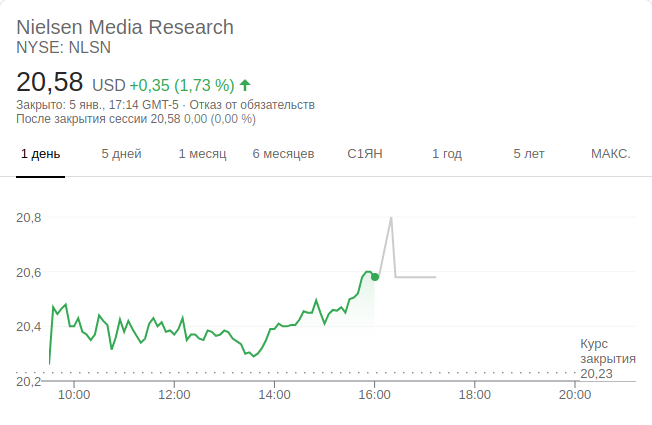 Nielsen Media Research
NYSE: NLSN
20,58 USD +0,35 (1,73 %)
Закрыто: 5 янв., 17:14 GMT-5 · Отказ от обязательств
После закрытия сессии 20,58 0,00 (0,00 %)
1 день 5 дней 1 месяц 6 месяцев С1ЯН 1 год 5 лет МАКС.
20,8
20,6
20,4
Курс
закрытия
20,23
20,2
10:00 12:00 14:00 16:00 18:00 20:00